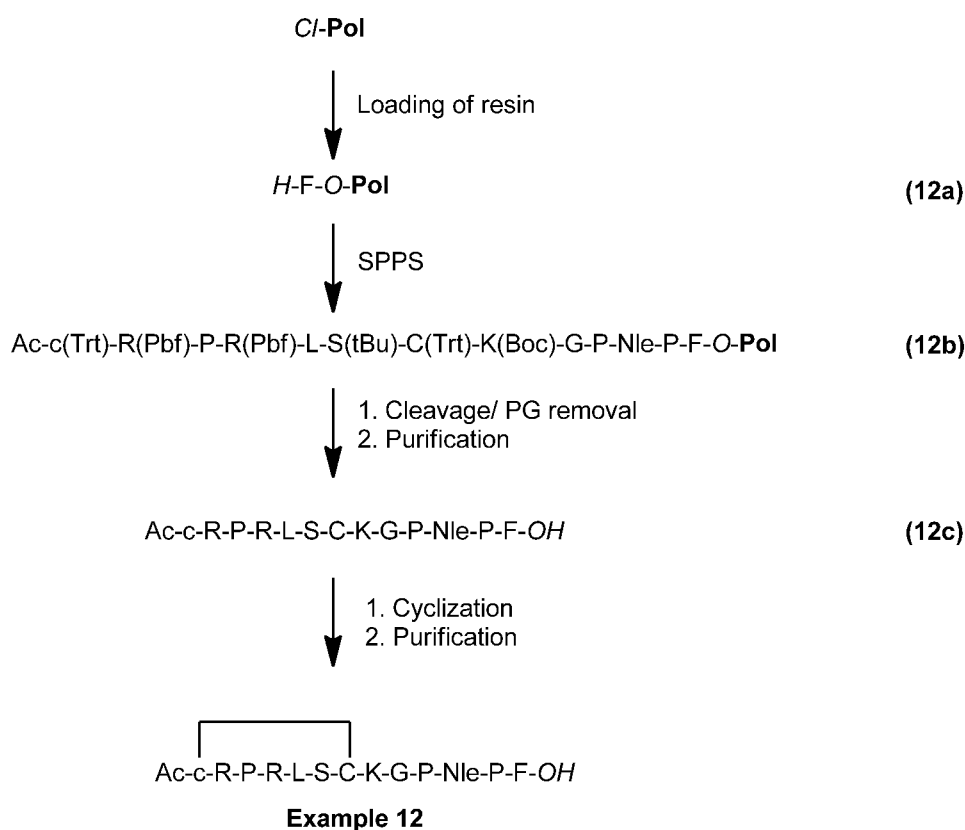 Cl-Pol
Loading of resin
H-F-O-Pol
(12a)
SPPS
Ac-c(Trt)-R(Pbf)-P-R(Pbf)-L-S(tBu)-C(Trt)-K(Boc)-G-P-Nle-P-F-O-Pol
(12b)
1. Cleavage/ PG removal
2. Purification
Ac-c-R-P-R-L-S-C-K-G-P-Nle-P-F-OH
(12c)
1. Cyclization
2. Purification
Ac-c-R-P-R-L-S-C-K-G-P-Nle-P-F-OH
Example 12